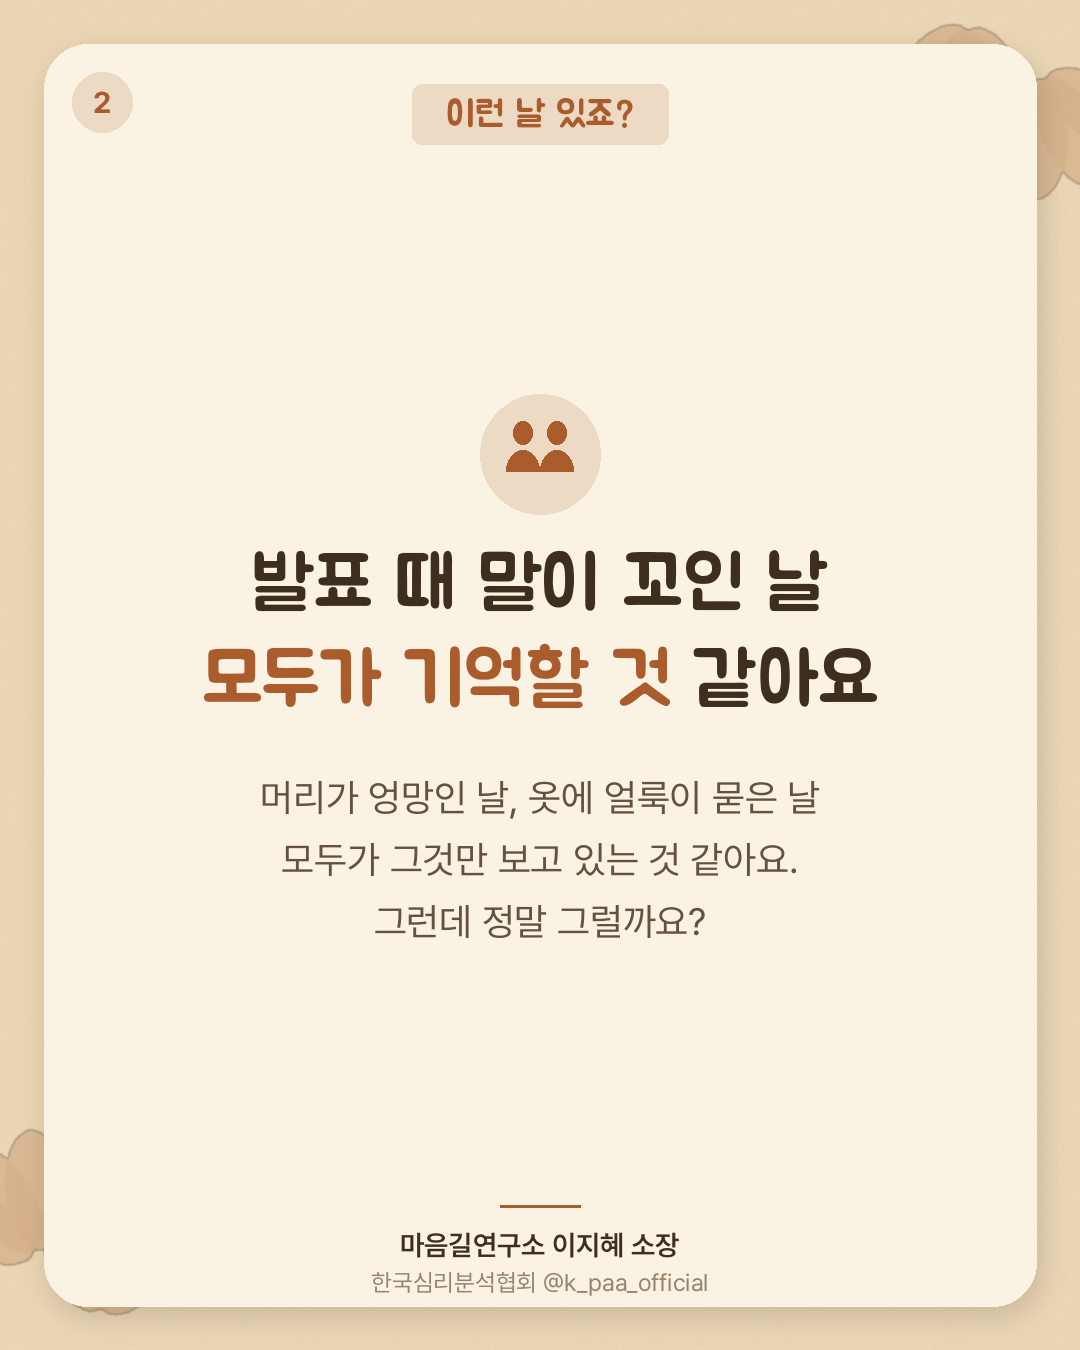 2
이런 날 있죠?
발표 때 말이 꼬인 날
모두가 기억할 것 같아요
머리가 엉망인 날, 옷에 얼룩이 묻은 날
모두가 그것만 보고 있는 것 같아요.
그런데 정말 그럴까요?
마음길연구소 이지혜 소장
한국심리분석협회 @k_paa_official